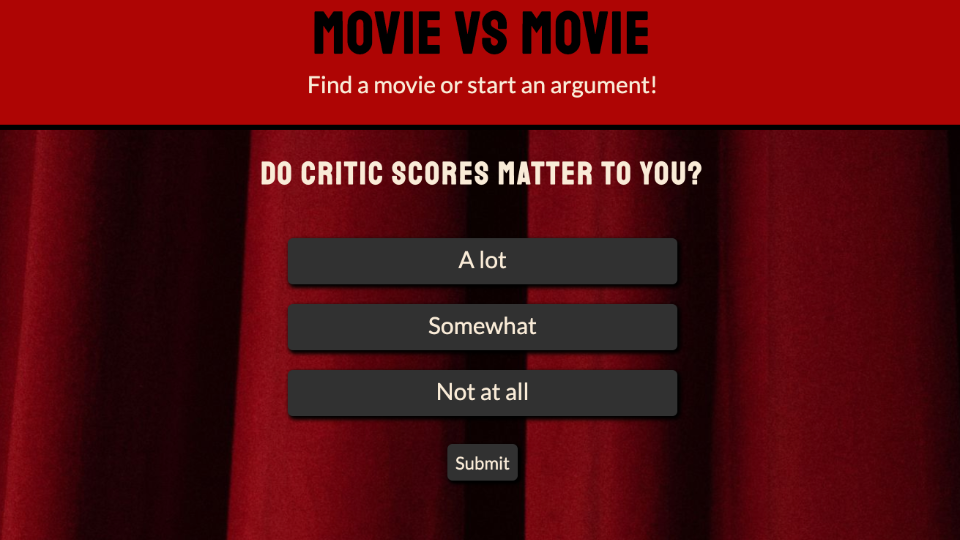 MOVIE VS MOVIE
Find a movie or start an argument!
DO CRITIC SCORES MATTER TO YOU?
A lot
Somewhat
Not at all
Submit